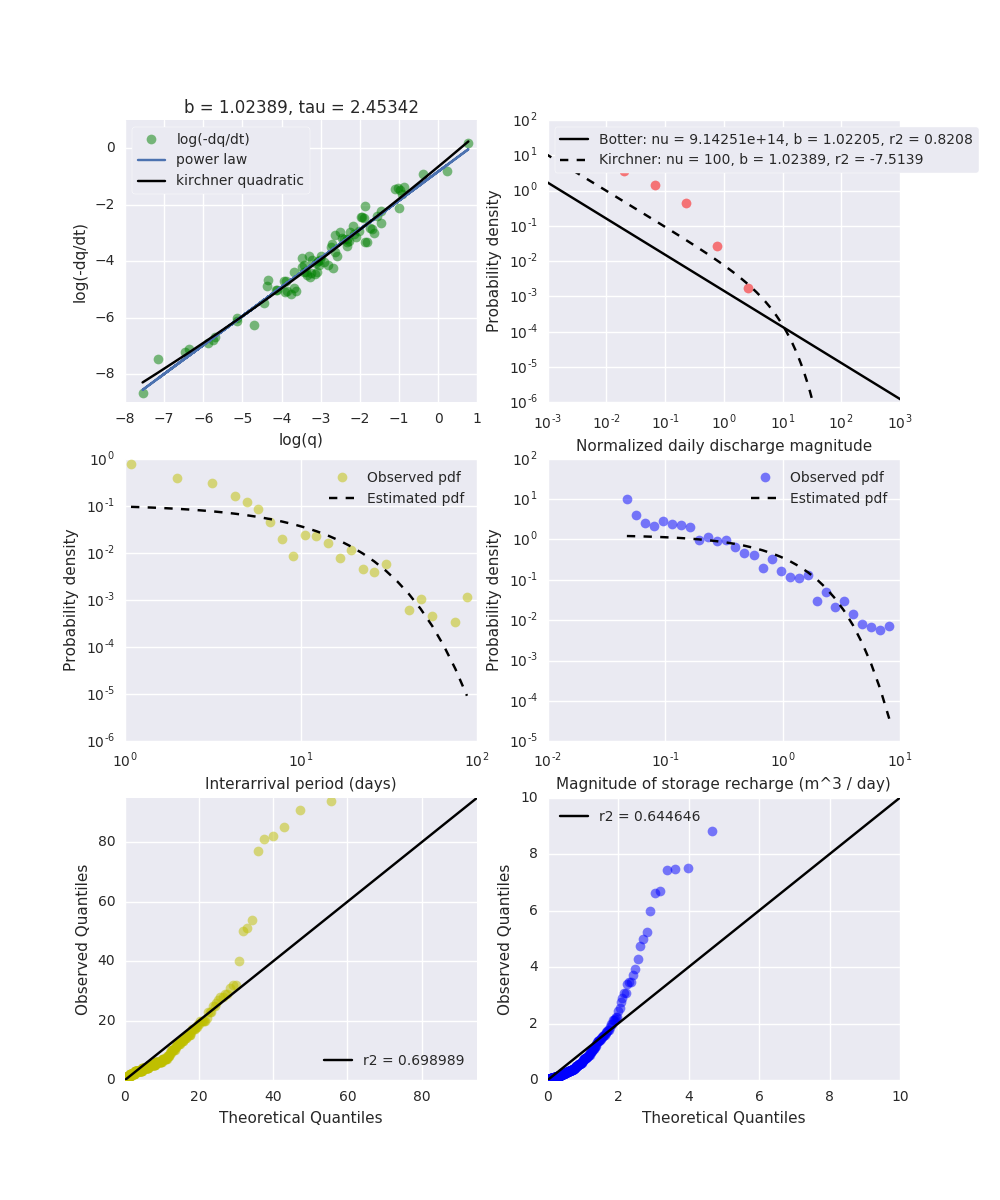 b = 1.02389, tau = 2.45342
log(-dq/dt)
power law
kirchner quadratic
0
−2
−4
−6
−8
log(-dq/dt)
−8 −7 −6 −5 −4 −3 −2 −1 0 1
log(q)
Botter: nu = 9.14251e+14, b = 1.02205, r2 = 0.8208
Kirchner: nu = 100, b = 1.02389, r2 = -7.5139
10^2
10^1
10^0
10^-1
10^-2
10^-3
10^-4
10^-5
10^-6
Probability density
10^-3 10^-2 10^-1 10^0 10^1 10^2 10^3
Normalized daily discharge magnitude
Observed pdf
Estimated pdf
10^0
10^-1
10^-2
10^-3
10^-4
10^-5
10^-6
Probability density
10^0 10^1 10^2
Interarrival period (days)
Observed pdf
Estimated pdf
10^2
10^1
10^0
10^-1
10^-2
10^-3
10^-4
10^-5
Probability density
10^-2 10^-1 10^0 10^1
Magnitude of storage recharge (m^3 / day)
80
60
40
20
0
Observed Quantiles
r2 = 0.698989
0 20 40 60 80
Theoretical Quantiles
r2 = 0.644646
10
8
6
4
2
0
Observed Quantiles
0 2 4 6 8 10
Theoretical Quantiles